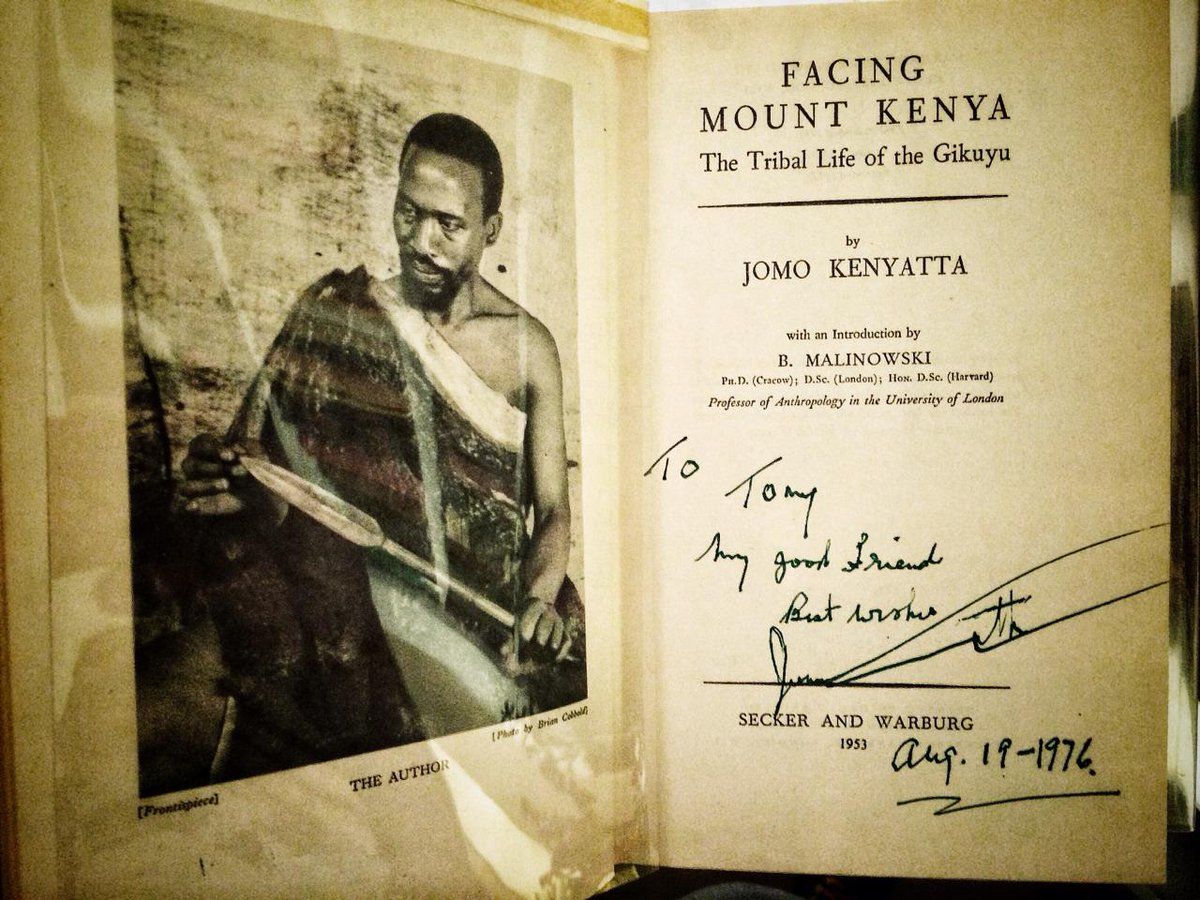 [Photo by Brian Cobbold]
THE AUTHOR
[Frontispiece]
FACING
MOUNT KENYA
The Tribal Life of the Gikuyu
by
JOMO KENYATTA
with an Introduction by
B. MALINOWSKI
PH.D. (Cracow); D.Sc. (London); HON. D.Sc. (Harvard)
Professor of Anthropology in the University of London
To
Tony
My good Friend
Best wishes
SECKER AND WARBURG
1953
Aug. 19-1976.